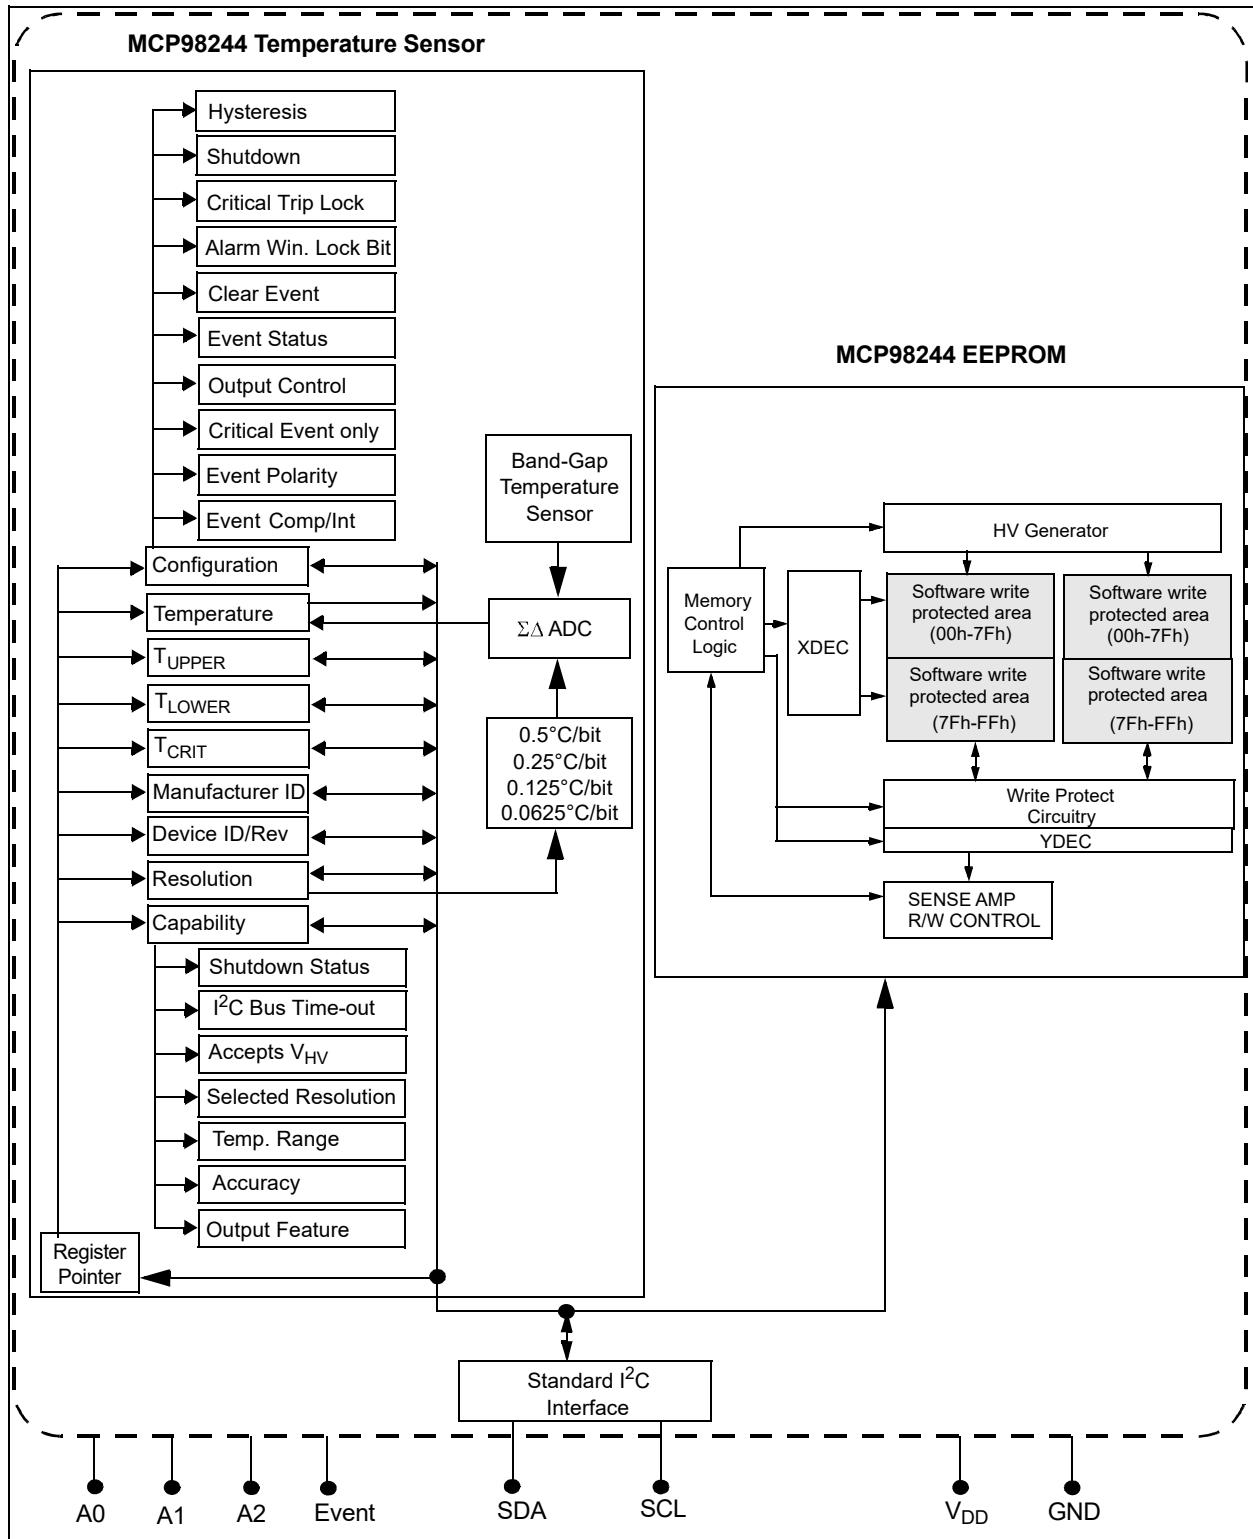 MCP98244 Temperature Sensor
Hysteresis
Shutdown
Critical Trip Lock
Alarm Win. Lock Bit
Clear Event
Event Status
Output Control
Critical Event only
Event Polarity
Event Comp/Int
Configuration
Temperature
T_UPPER
T_LOWER
T_CRIT
Manufacturer ID
Device ID/Rev
Resolution
Capability
Shutdown Status
I²C Bus Time-out
Accepts V_HV
Selected Resolution
Temp. Range
Accuracy
Output Feature
Register
Pointer
Band-Gap
Temperature
Sensor
ΣΔ ADC
0.5°C/bit
0.25°C/bit
0.125°C/bit
0.0625°C/bit
MCP98244 EEPROM
HV Generator
Memory
Control
Logic
XDEC
Software write
protected area
(00h-7Fh)
Software write
protected area
(00h-7Fh)
Software write
protected area
(7Fh-FFh)
Software write
protected area
(7Fh-FFh)
Write Protect
Circuitry
YDEC
SENSE AMP
R/W CONTROL
Standard I²C
Interface
A0
A1
A2
Event
SDA
SCL
V_DD
GND